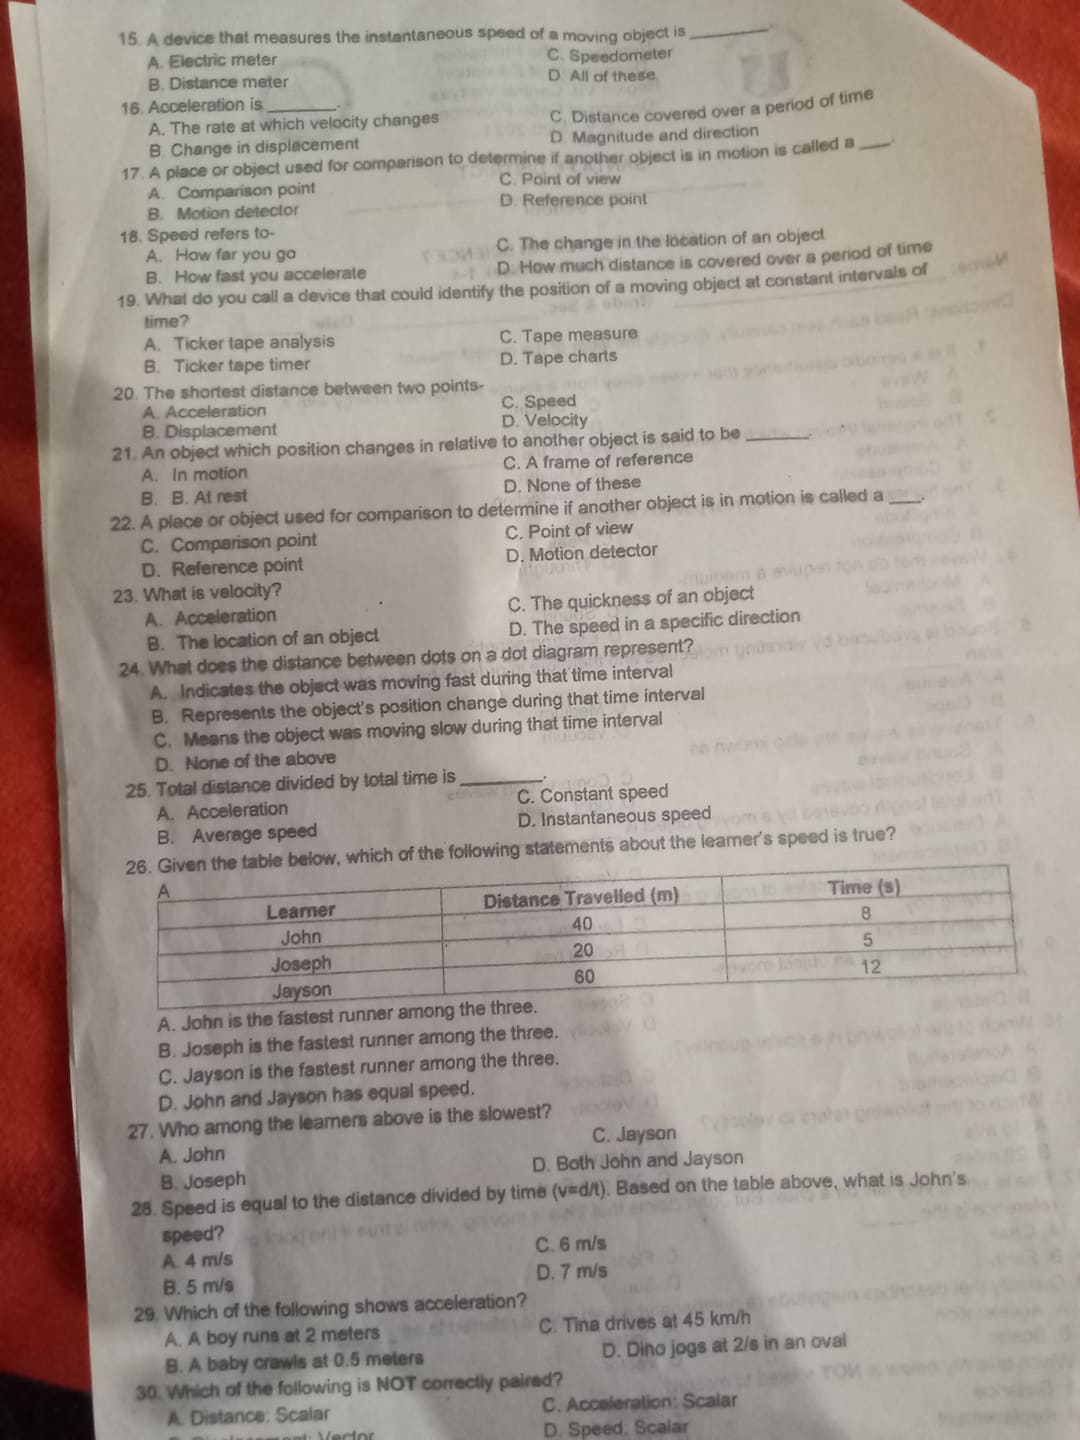 15. A device that measures the instantaneous speed of a moving object is ________.
A. Electric meter
C. Speedometer
B. Distance meter
D. All of these
16. Acceleration is _______.
A. The rate at which velocity changes
C. Distance covered over a period of time
B. Change in displacement
D. Magnitude and direction
17. A place or object used for comparison to determine if another object is in motion is called a ____.
A. Comparison point
C. Point of view
B. Motion detector
D. Reference point
18. Speed refers to-
A. How far you go
C. The change in the location of an object
B. How fast you accelerate
D. How much distance is covered over a period of time
19. What do you call a device that could identify the position of a moving object at constant intervals of
time?
A. Ticker tape analysis
C. Tape measure
B. Ticker tape timer
D. Tape charts
20. The shortest distance between two points-
A. Acceleration
C. Speed
B. Displacement
D. Velocity
21. An object which position changes in relative to another object is said to be _______.
A. In motion
C. A frame of reference
B. B. At rest
D. None of these
22. A place or object used for comparison to determine if another object is in motion is called a ____.
C. Comparison point
C. Point of view
D. Reference point
D. Motion detector
23. What is velocity?
A. Acceleration
C. The quickness of an object
B. The location of an object
D. The speed in a specific direction
24. What does the distance between dots on a dot diagram represent?
A. Indicates the object was moving fast during that time interval
B. Represents the object's position change during that time interval
C. Means the object was moving slow during that time interval
D. None of the above
25. Total distance divided by total time is _________.
A. Acceleration
C. Constant speed
B. Average speed
D. Instantaneous speed
26. Given the table below, which of the following statements about the learner's speed is true?
A
Learner Distance Travelled (m) Time (s)
John 40 8
Joseph 20 5
Jayson 60 12
A. John is the fastest runner among the three.
B. Joseph is the fastest runner among the three.
C. Jayson is the fastest runner among the three.
D. John and Jayson has equal speed.
27. Who among the learners above is the slowest?
A. John
C. Jayson
B. Joseph
D. Both John and Jayson
28. Speed is equal to the distance divided by time (v=d/t). Based on the table above, what is John's
speed?
A. 4 m/s
C. 6 m/s
B. 5 m/s
D. 7 m/s
29. Which of the following shows acceleration?
A. A boy runs at 2 meters
C. Tina drives at 45 km/h
B. A baby crawls at 0.5 meters
D. Dino jogs at 2/s in an oval
30. Which of the following is NOT correctly paired?
A. Distance: Scalar
C. Acceleration: Scalar
Vector
D. Speed: Scalar